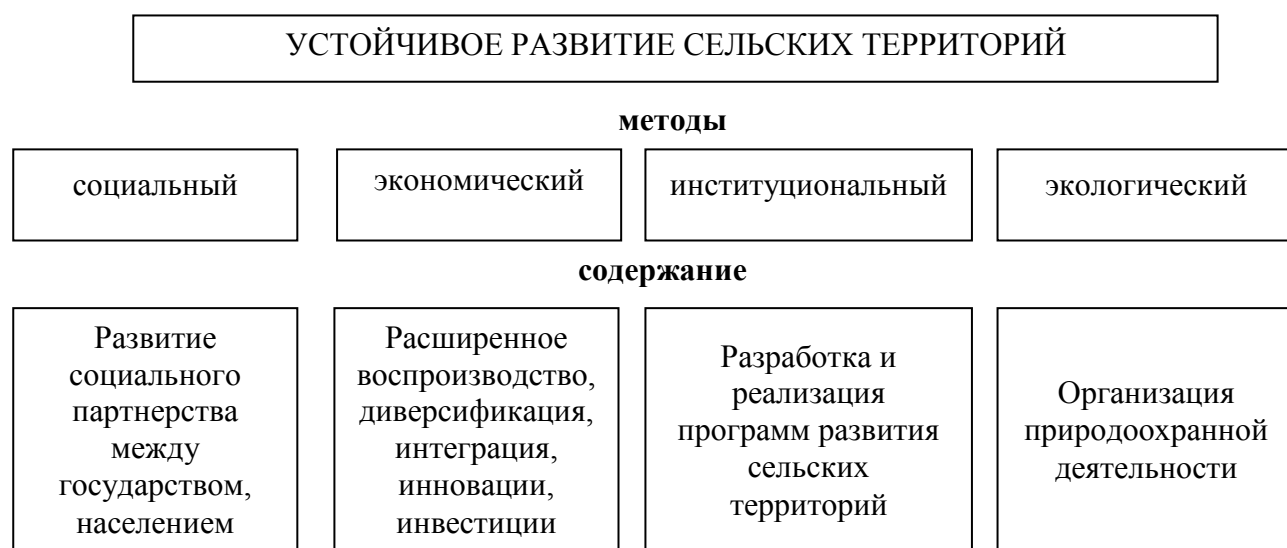 УСТОЙЧИВОЕ РАЗВИТИЕ СЕЛЬСКИХ ТЕРРИТОРИЙ
методы
социальный
экономический
институциональный
экологический
содержание
Развитие
социального
партнерства
между
государством,
населением
Расширенное
воспроизводство,
диверсификация,
интеграция,
инновации,
инвестиции
Разработка и
реализация
программ развития
сельских
территорий
Организация
природоохранной
деятельности